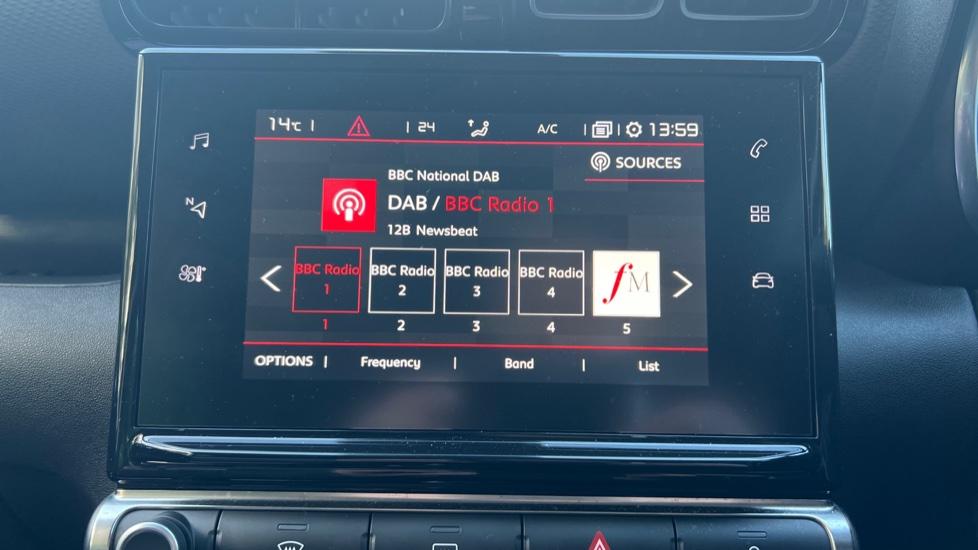 14°c | | 24 A/C | | 13:59
SOURCES
BBC National DAB
DAB / BBC Radio 1
12B Newsbeat
N
BBC Radio 1
BBC Radio 2
BBC Radio 3
BBC Radio 4
fM
1 2 3 4 5
OPTIONS | Frequency | Band | List